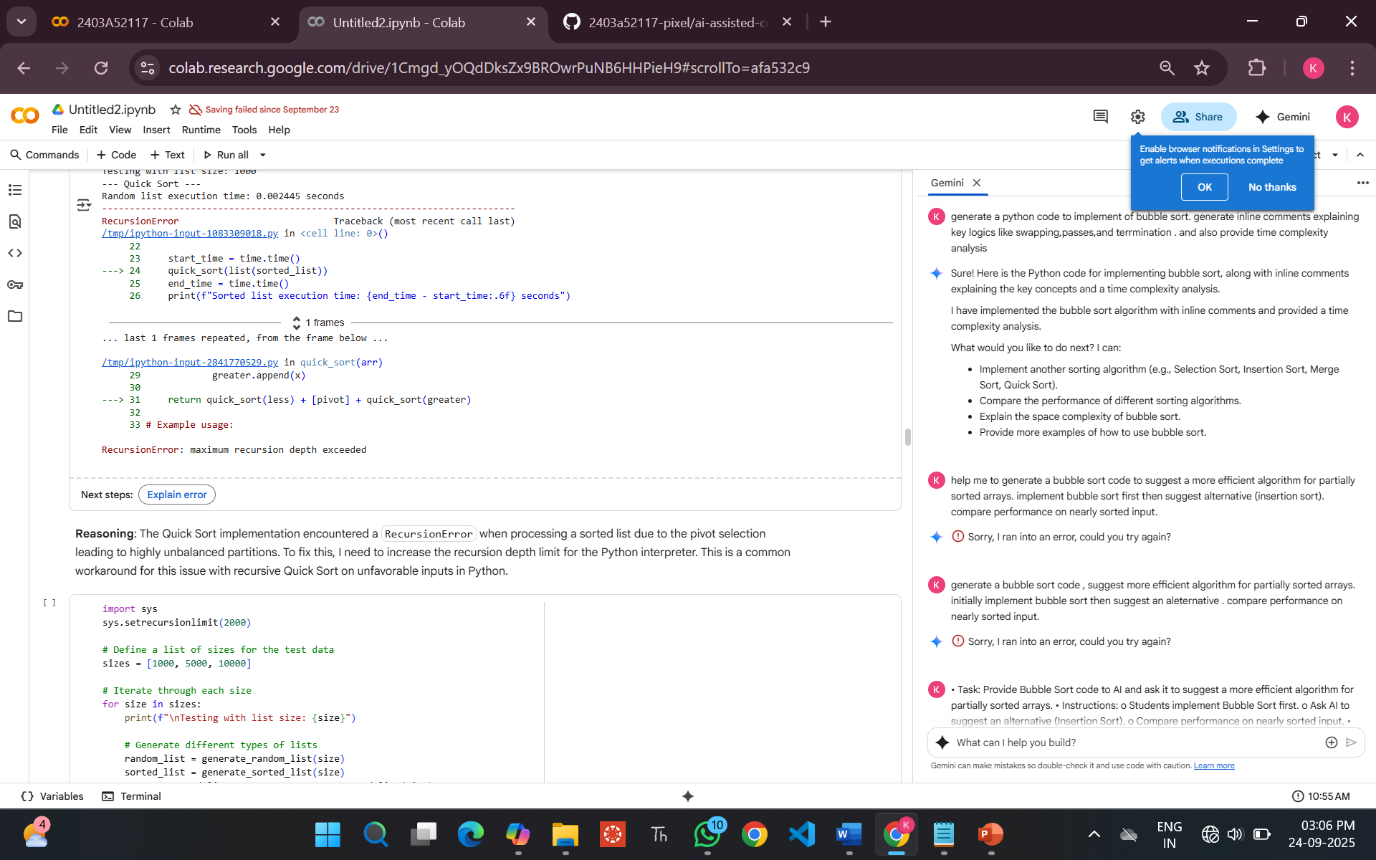 2403A52117 - Colab
Untitled2.ipynb - Colab
2403a52117-pixel/ai-assisted-c
colab.research.google.com/drive/1Cmgd_yOQdDksZx9BROwrPuNB6HHPieH9#scrollTo=afa532c9
K
Untitled2.ipynb
Saving failed since September 23
File Edit View Insert Runtime Tools Help
Share
Gemini
K
Commands + Code + Text Run all
Enable browser notifications in Settings to
get alerts when executions complete
OK No thanks
Testing with list size: 1000
--- Quick Sort ---
Random list execution time: 0.002445 seconds
---------------------------------------------------------------------------
RecursionError Traceback (most recent call last)
/tmp/ipython-input-1083309018.py in <cell line: 0>()
22
23 start_time = time.time()
---> 24 quick_sort(list(sorted_list))
25 end_time = time.time()
26 print(f"Sorted list execution time: {end_time - start_time:.6f} seconds")
1 frames
... last 1 frames repeated, from the frame below ...
/tmp/ipython-input-2841770529.py in quick_sort(arr)
29 greater.append(x)
30
---> 31 return quick_sort(less) + [pivot] + quick_sort(greater)
32
33 # Example usage:
RecursionError: maximum recursion depth exceeded
Next steps: Explain error
Reasoning: The Quick Sort implementation encountered a RecursionError when processing a sorted list due to the pivot selection
leading to highly unbalanced partitions. To fix this, I need to increase the recursion depth limit for the Python interpreter. This is a common
workaround for this issue with recursive Quick Sort on unfavorable inputs in Python.
[ ]
import sys
sys.setrecursionlimit(2000)
# Define a list of sizes for the test data
sizes = [1000, 5000, 10000]
# Iterate through each size
for size in sizes:
print(f"\nTesting with list size: {size}")
# Generate different types of lists
random_list = generate_random_list(size)
sorted_list = generate_sorted_list(size)
Gemini
K
generate a python code to implement of bubble sort. generate inline comments explaining
key logics like swapping,passes,and terrmination . and also provide time complexity
analysis
Sure! Here is the Python code for implementing bubble sort, along with inline comments
explaining the key concepts and a time complexity analysis.
I have implemented the bubble sort algorithm with inline comments and provided a time
complexity analysis.
What would you like to do next? I can:
• Implement another sorting algorithm (e.g., Selection Sort, Insertion Sort, Merge
Sort, Quick Sort).
• Compare the performance of different sorting algorithms.
• Explain the space complexity of bubble sort.
• Provide more examples of how to use bubble sort.
K
help me to generate a bubble sort code to suggest a more efficient algorithm for partially
sorted arrays. implement bubble sort first then suggest alternative (insertion sort).
compare performance on nearly sorted input.
Sorry, I ran into an error, could you try again?
K
generate a bubble sort code , suggest more efficient algorithm for partially sorted arrays.
initially implement bubble sort then suggest an aleternative . compare performance on
nearly sorted input.
Sorry, I ran into an error, could you try again?
K
• Task: Provide Bubble Sort code to AI and ask it to suggest a more efficient algorithm for
partially sorted arrays. • Instructions: o Students implement Bubble Sort first. o Ask AI to
suggest an alternative (Insertion Sort). o Compare performance on nearly sorted input. •
What can I help you build?
Gemini can make mistakes so double-check it and use code with caution. Learn more
Variables Terminal
10:55 AM
4
10
K
ENG
IN
03:06 PM
24-09-2025